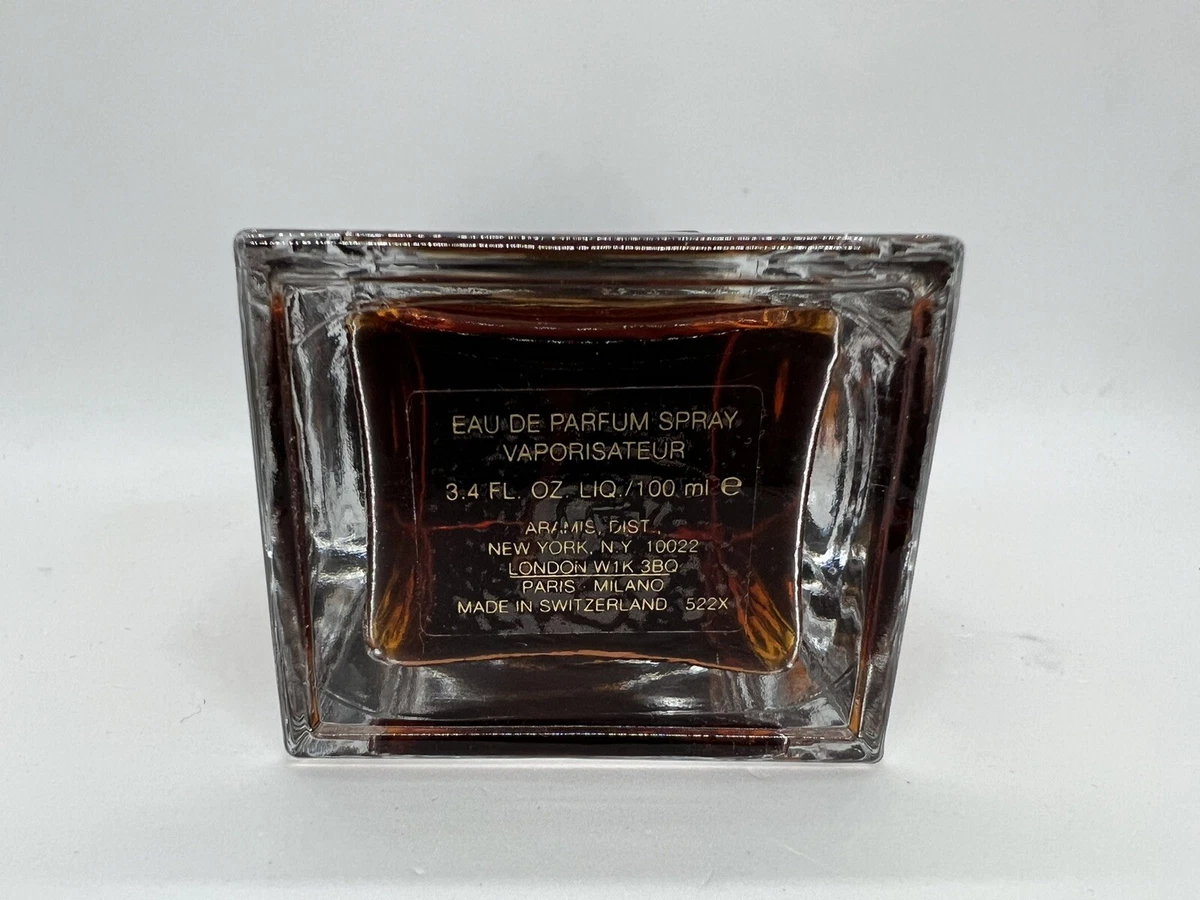 EAU DE PARFUM SPRAY
VAPORISATEUR
3.4 FL. OZ. LIQ./100 ml ℮
ARAMIS, DIST.,
NEW YORK, N.Y. 10022
LONDON W1K 3BQ
PARIS · MILANO
MADE IN SWITZERLAND 522X